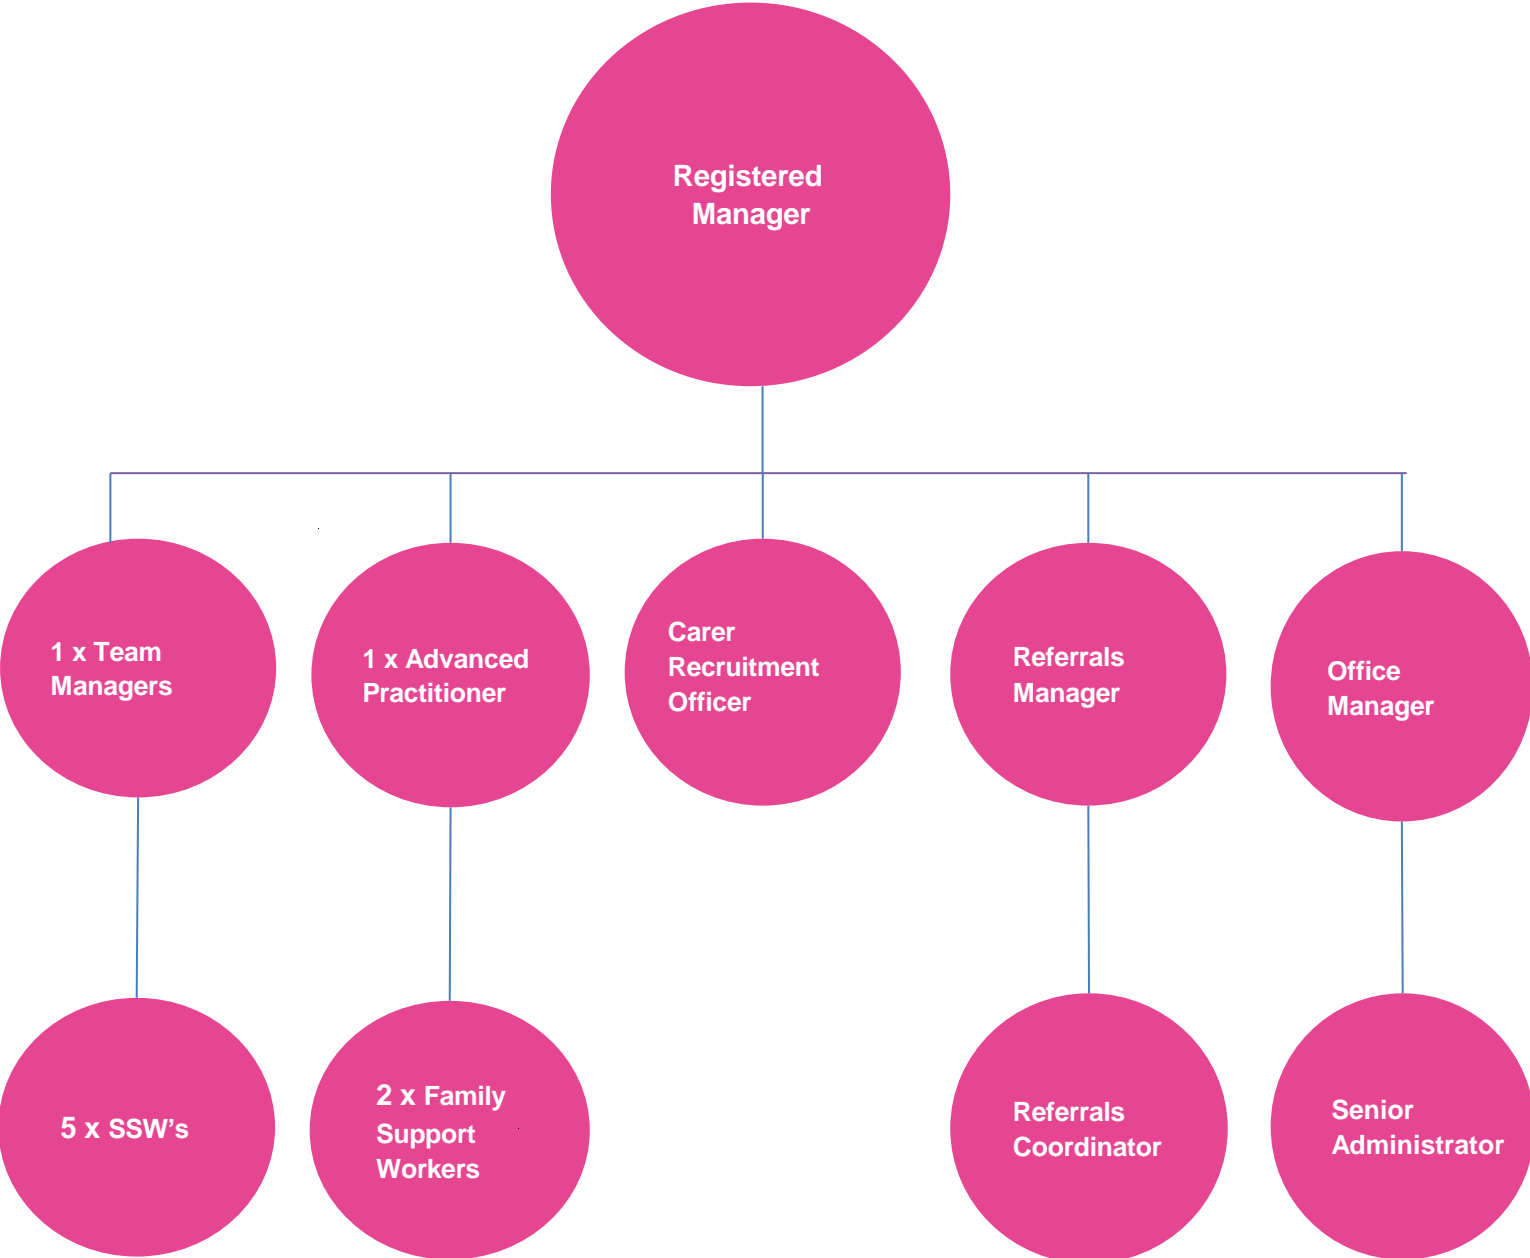 Registered
Manager
1 x Team
Managers
1 x Advanced
Practitioner
Carer
Recruitment
Officer
Referrals
Manager
Office
Manager
5 x SSW’s
2 x Family
Support
Workers
Referrals
Coordinator
Senior
Administrator